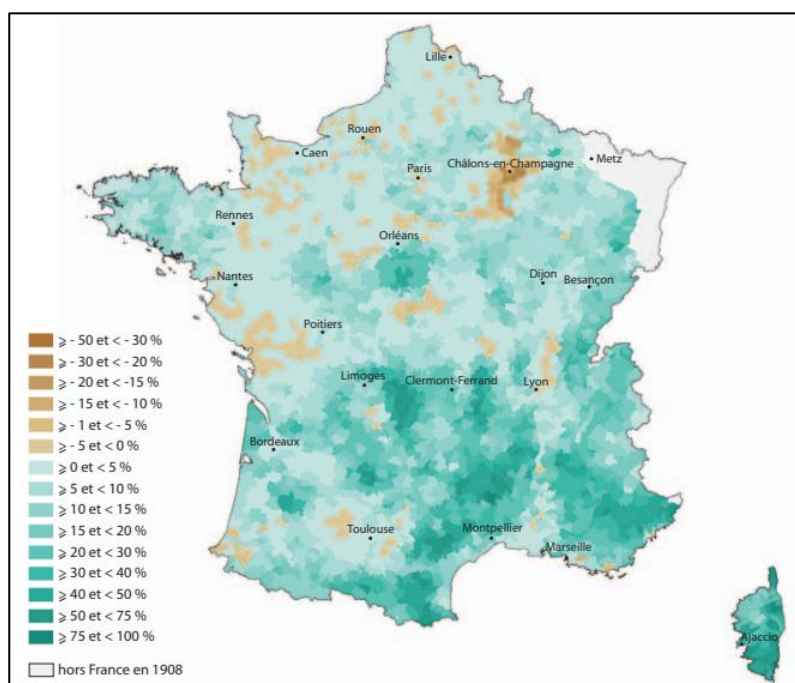 Lille
Rouen
Caen
Paris
Châlons-en-Champagne
Metz
Rennes
Orléans
Nantes
Dijon
Besançon
Poitiers
Limoges
Clermont-Ferrand
Lyon
Bordeaux
Toulouse
Montpellier
Marseille
Ajaccio
⩾ - 50 et < - 30 %
⩾ - 30 et < - 20 %
⩾ - 20 et < -15 %
⩾ - 15 et < - 10 %
⩾ - 1 et < - 5 %
⩾ - 5 et < 0 %
⩾ 0 et < 5 %
⩾ 5 et < 10 %
⩾ 10 et < 15 %
⩾ 15 et < 20 %
⩾ 20 et < 30 %
⩾ 30 et < 40 %
⩾ 40 et < 50 %
⩾ 50 et < 75 %
⩾ 75 et < 100 %
hors France en 1908